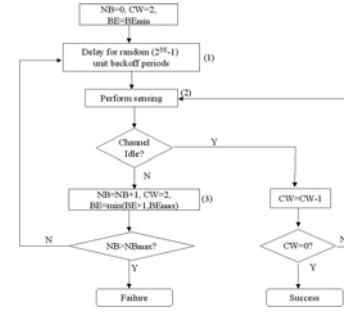 NB=0, CW=2,
BE=BEmin
Delay for random (2^BE-1)
unit backoff periods
(1)
Perform sensing
(2)
Channel
Idle?
Y
N
NB=NB+1, CW=2,
BE=min(BE+1,BEmax)
(3)
CW=CW-1
N
NB>NBmax?
CW=0?
N
Y
Y
Failure
Success